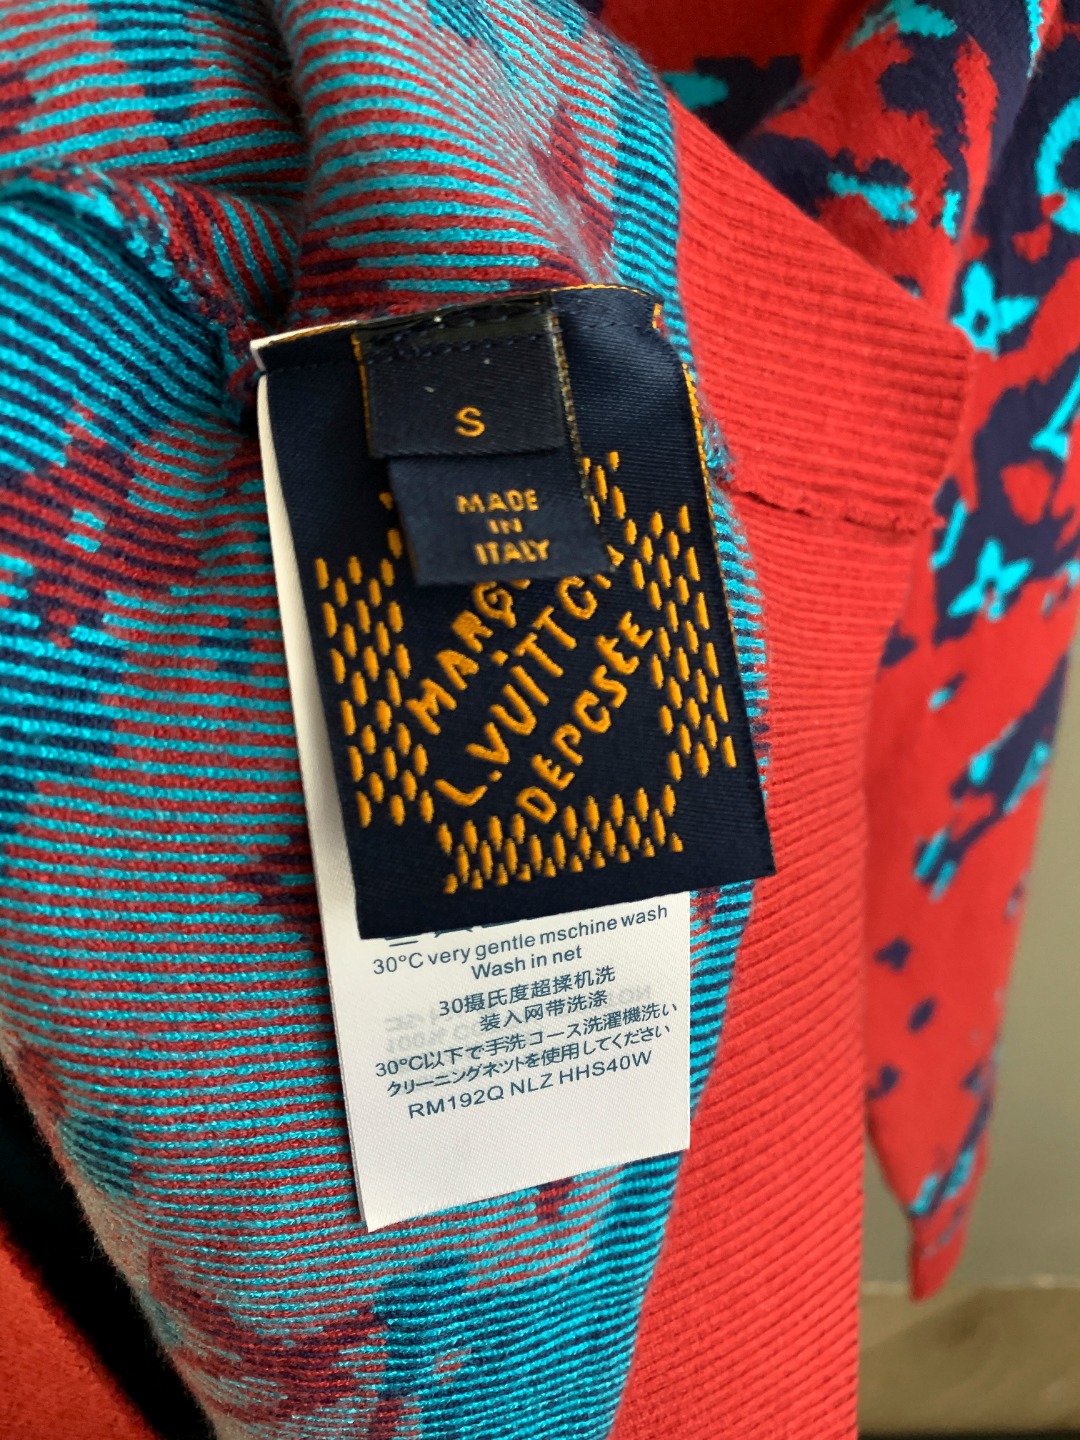 S
MADE
IN
ITALY
L.VUITTON
DEPOSEE
30°C very gentle mschine wash
Wash in net
30摄氏度超揉机洗
装入网带洗涤
30°C以下で手洗コース洗濯機洗い
クリーニングネットを使用してください
RM192Q NLZ HHS40W